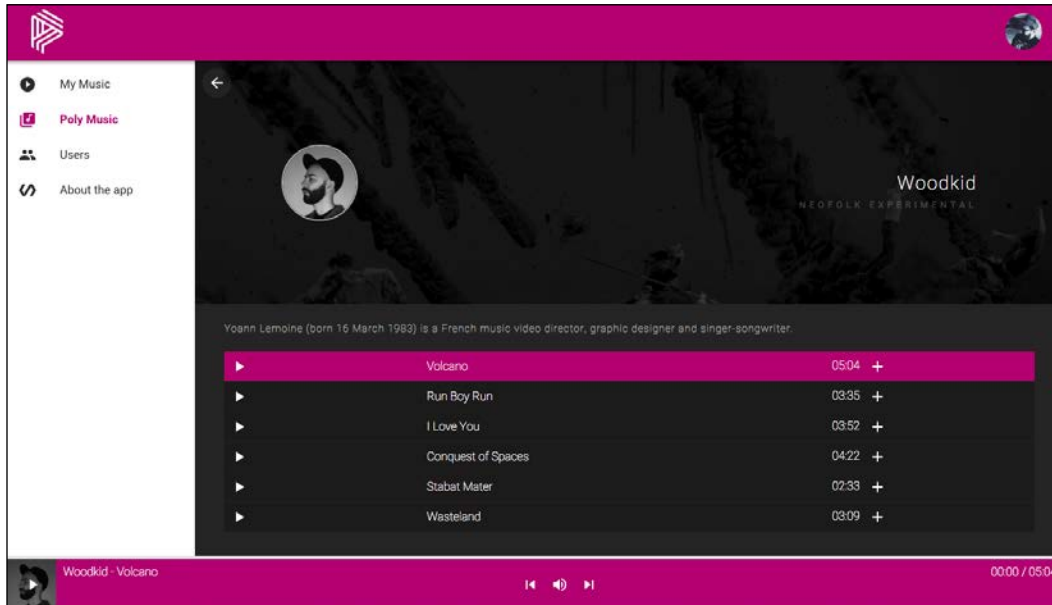 My Music
Poly Music
Users
About the app
Woodkid
NEOFOLK EXPERIMENTAL
Yoann Lemoine (born 16 March 1983) is a French music video director, graphic designer and singer-songwriter.
Volcano 05:04
Run Boy Run 03:35
I Love You 03:52
Conquest of Spaces 04:22
Stabat Mater 02:33
Wasteland 03:09
Woodkid - Volcano 00:00 / 05:04